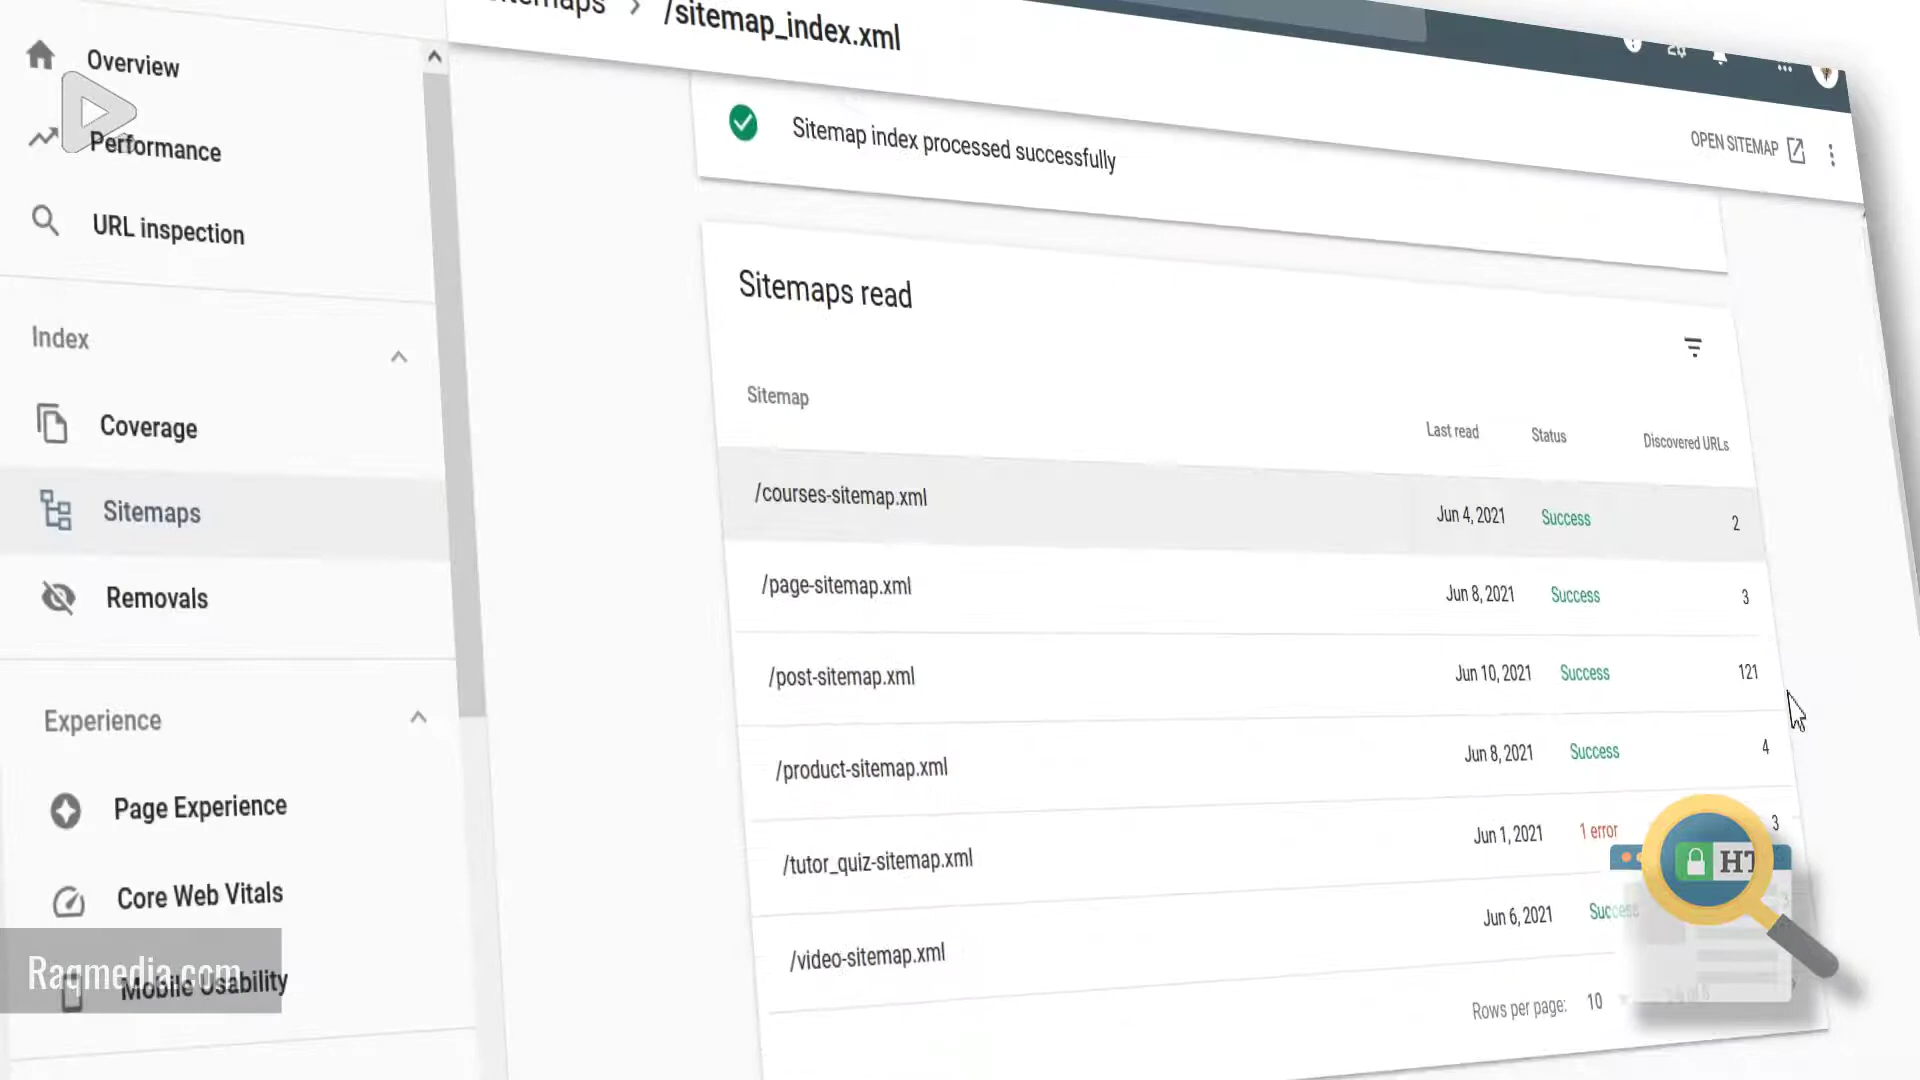 /sitemap_index.xml
Overview
Performance
URL inspection
Index
Coverage
Sitemaps
Removals
Experience
Page Experience
Core Web Vitals
Mobile Usability
Raqmedia.com
OPEN SITEMAP
Sitemap index processed successfully
Sitemaps read
Sitemap Last read Status Discovered URLs
/courses-sitemap.xml Jun 4, 2021 Success 2
/page-sitemap.xml Jun 8, 2021 Success 3
/post-sitemap.xml Jun 10, 2021 Success 121
/product-sitemap.xml Jun 8, 2021 Success 4
/tutor_quiz-sitemap.xml Jun 1, 2021 1 error 3
/video-sitemap.xml Jun 6, 2021 Success
Rows per page: 10
HT